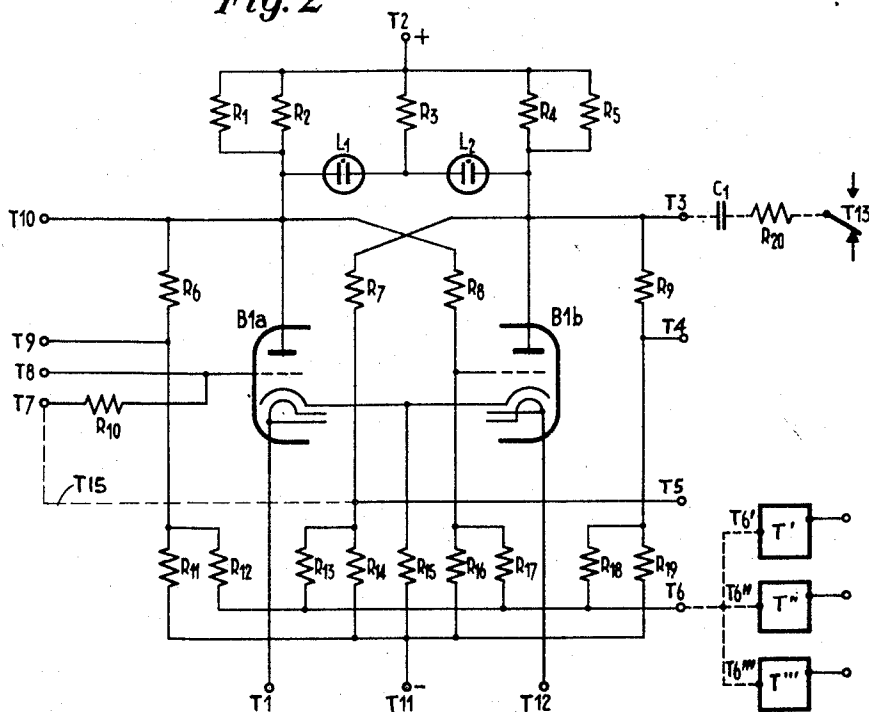 Fig. 2
T2 +
R1 R2 R3 R4 R5
L1 L2
T10 T3 C1 R20 T13
R6 R7 R8 R9
B1a B1b
T9 T4
T8
T7
R10
T15 T5
R11 R12 R13 R14 R15 R16 R17 R18 R19
T6
T6' T'
T6'' T''
T6''' T'''
T1 T11 - T12